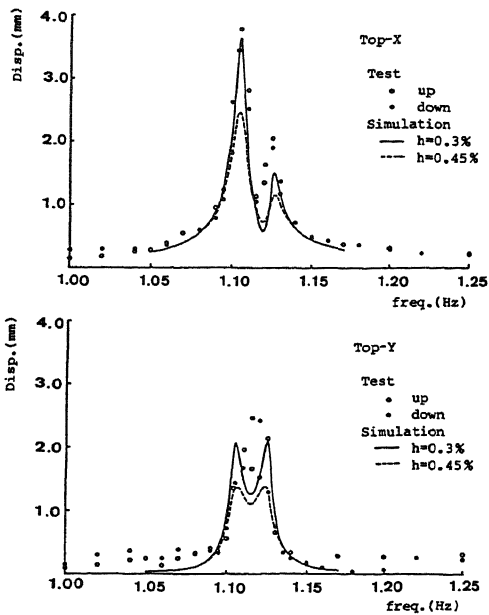 Disp.(mm)
4.0
3.0
2.0
1.0
Top-X
Test
up
down
Simulation
h=0.3%
h=0.45%
1.00 1.05 1.10 1.15 1.20 1.25
freq.(Hz)
Disp.(mm)
4.0
3.0
2.0
1.0
Top-Y
Test
up
down
Simulation
h=0.3%
h=0.45%
1.00 1.05 1.10 1.15 1.20 1.25
freq.(Hz)